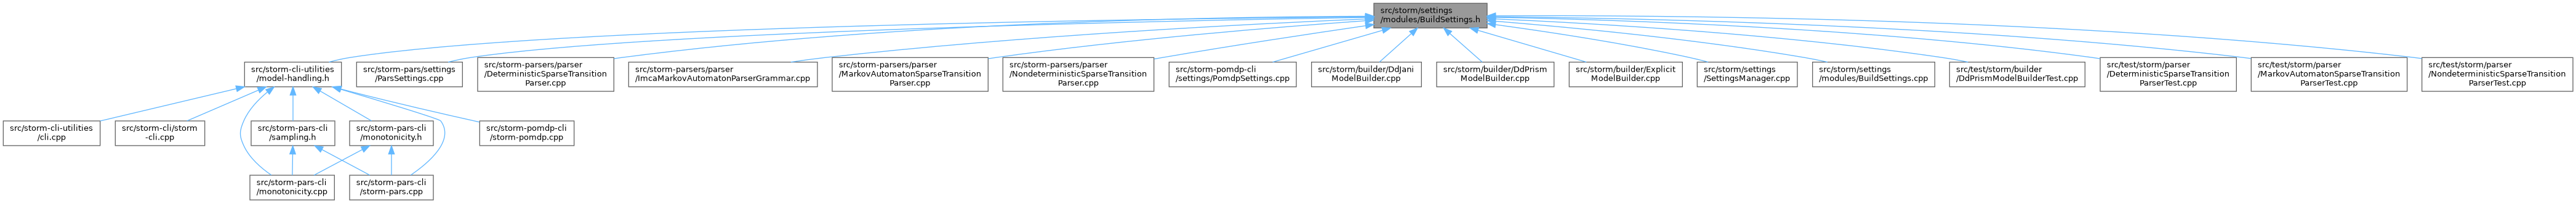 src/storm/settings
/modules/BuildSettings.h
src/storm-cli-utilities
/model-handling.h
src/storm-pars/settings
/ParsSettings.cpp
src/storm-parsers/parser
/DeterministicSparseTransition
Parser.cpp
src/storm-parsers/parser
/ImcaMarkovAutomatonParserGrammar.cpp
src/storm-parsers/parser
/MarkovAutomatonSparseTransition
Parser.cpp
src/storm-parsers/parser
/NondeterministicSparseTransition
Parser.cpp
src/storm-pomdp-cli
/settings/PomdpSettings.cpp
src/storm/builder/DdJani
ModelBuilder.cpp
src/storm/builder/DdPrism
ModelBuilder.cpp
src/storm/builder/Explicit
ModelBuilder.cpp
src/storm/settings
/SettingsManager.cpp
src/storm/settings
/modules/BuildSettings.cpp
src/test/storm/builder
/DdPrismModelBuilderTest.cpp
src/test/storm/parser
/DeterministicSparseTransition
ParserTest.cpp
src/test/storm/parser
/MarkovAutomatonSparseTransition
ParserTest.cpp
src/test/storm/parser
/NondeterministicSparseTransition
ParserTest.cpp
src/storm-cli-utilities
/cli.cpp
src/storm-cli/storm
-cli.cpp
src/storm-pars-cli
/sampling.h
src/storm-pars-cli
/monotonicity.h
src/storm-pomdp-cli
/storm-pomdp.cpp
src/storm-pars-cli
/monotonicity.cpp
src/storm-pars-cli
/storm-pars.cpp